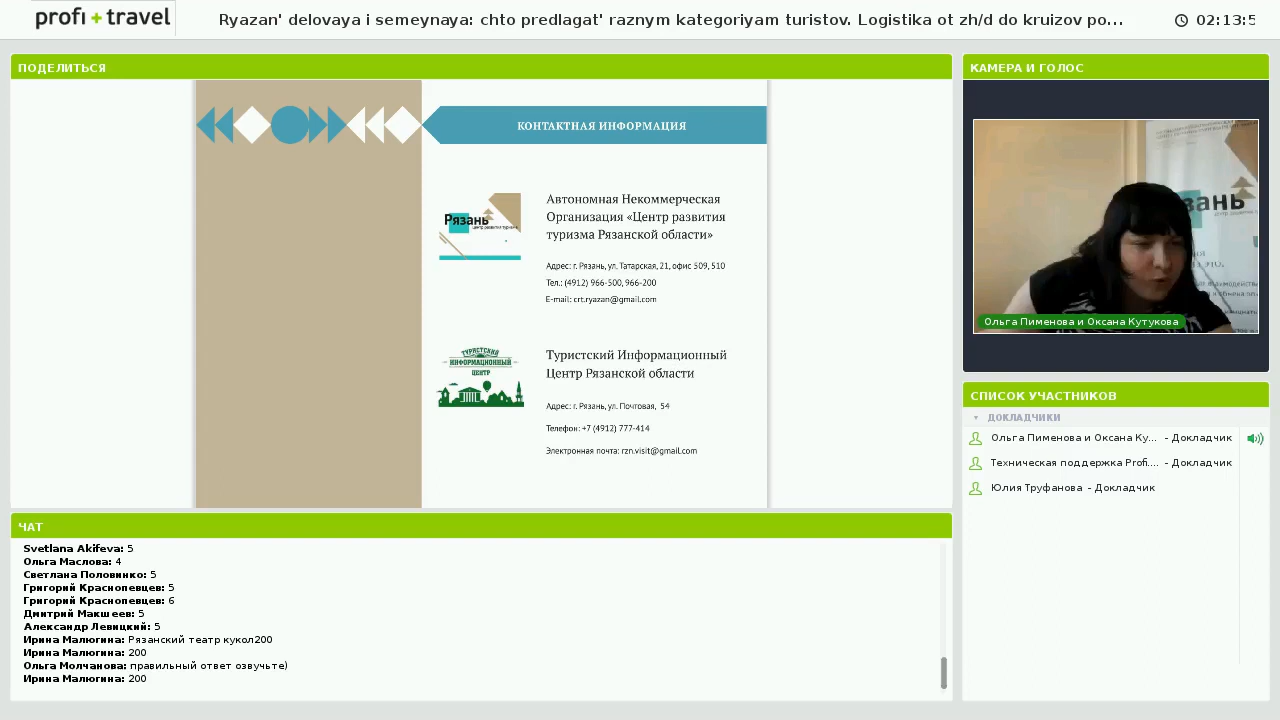 profi + travel
Ryazan' delovaya i semeynaya: chto predlagat' raznym kategoriyam turistov. Logistika ot zh/d do kruizov po...
02:13:5
ПОДЕЛИТЬСЯ
КОНТАКТНАЯ ИНФОРМАЦИЯ
Рязань
центр развития туризма
Автономная Некоммерческая
Организация «Центр развития
туризма Рязанской области»
Адрес: г. Рязань, ул. Татарская, 21, офис 509, 510
Тел.: (4912) 966-500, 966-200
E-mail: crt.ryazan@gmail.com
ТУРИСТСКИЙ
ИНФОРМАЦИОННЫЙ
ЦЕНТР
Туристский Информационный
Центр Рязанской области
Адрес: г. Рязань, ул. Почтовая, 54
Телефон: +7 (4912) 777-414
Электронная почта: rzn.visit@gmail.com
ЧАТ
Svetlana Akifeva: 5
Ольга Маслова: 4
Светлана Половинко: 5
Григорий Краснопевцев: 5
Григорий Краснопевцев: 6
Дмитрий Макшеев: 5
Александр Левицкий: 5
Ирина Малюгина: Рязанский театр кукол200
Ирина Малюгина: 200
Ольга Молчанова: правильный ответ озвучьте)
Ирина Малюгина: 200
КАМЕРА И ГОЛОС
Ольга Пименова и Оксана Кутукова
СПИСОК УЧАСТНИКОВ
ДОКЛАДЧИКИ
Ольга Пименова и Оксана Ку... - Докладчик
Техническая поддержка Profi.... - Докладчик
Юлия Труфанова - Докладчик